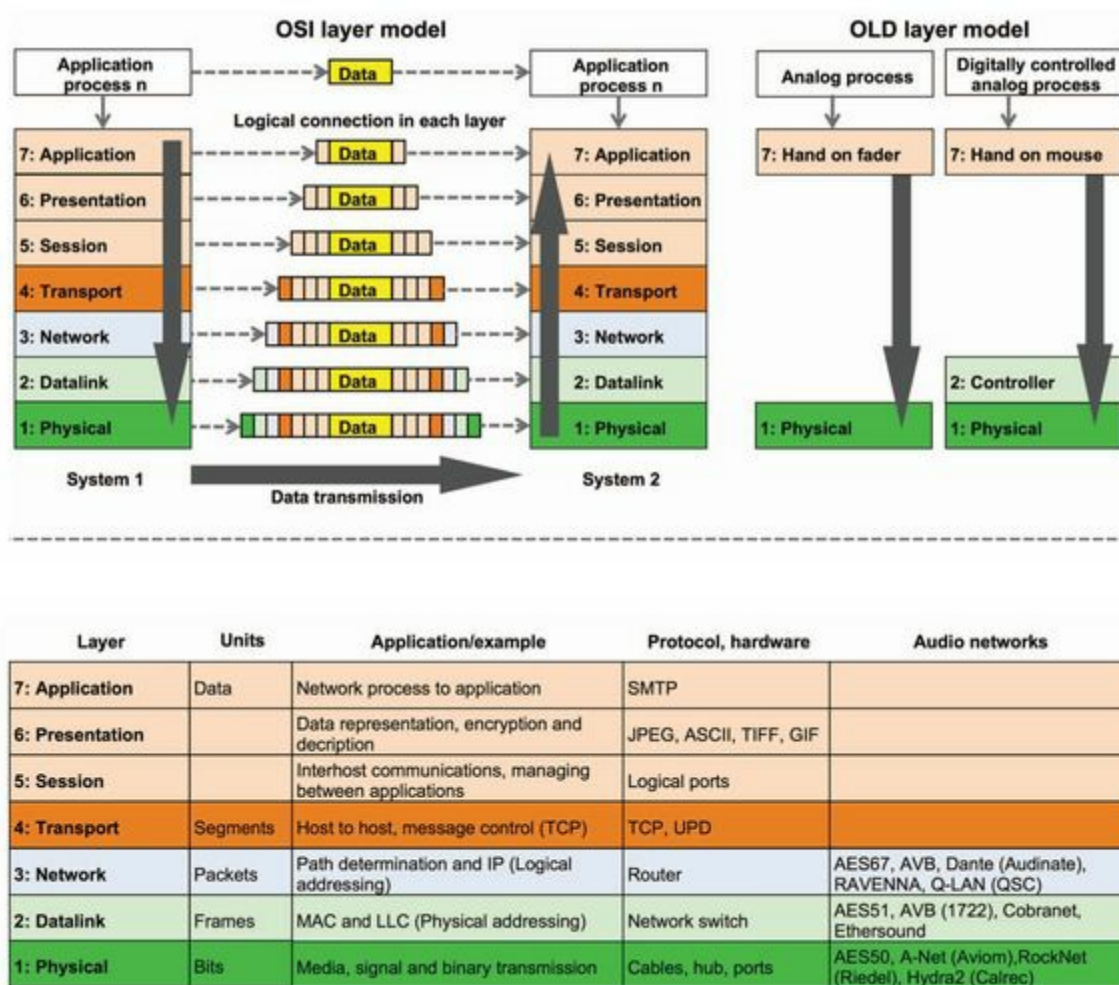 OSI layer model
OLD layer model
Application
process n
Data
Application
process n
Analog process
Digitally controlled
analog process
Logical connection in each layer
7: Application
Data
7: Application
7: Hand on fader
7: Hand on mouse
6: Presentation
Data
6: Presentation
5: Session
Data
5: Session
4: Transport
Data
4: Transport
3: Network
Data
3: Network
2: Datalink
Data
2: Datalink
2: Controller
1: Physical
Data
1: Physical
1: Physical
1: Physical
System 1
Data transmission
System 2
Layer
Units
Application/example
Protocol, hardware
Audio networks
7: Application
Data
Network process to application
SMTP
6: Presentation
Data representation, encryption and
decription
JPEG, ASCII, TIFF, GIF
5: Session
Interhost communications, managing
between applications
Logical ports
4: Transport
Segments
Host to host, message control (TCP)
TCP, UPD
3: Network
Packets
Path determination and IP (Logical
addressing)
Router
AES67, AVB, Dante (Audinate),
RAVENNA, Q-LAN (QSC)
2: Datalink
Frames
MAC and LLC (Physical addressing)
Network switch
AES51, AVB (1722), Cobranet,
Ethersound
1: Physical
Bits
Media, signal and binary transmission
Cables, hub, ports
AES50, A-Net (Aviom),RockNet
(Riedel), Hydra2 (Calrec)